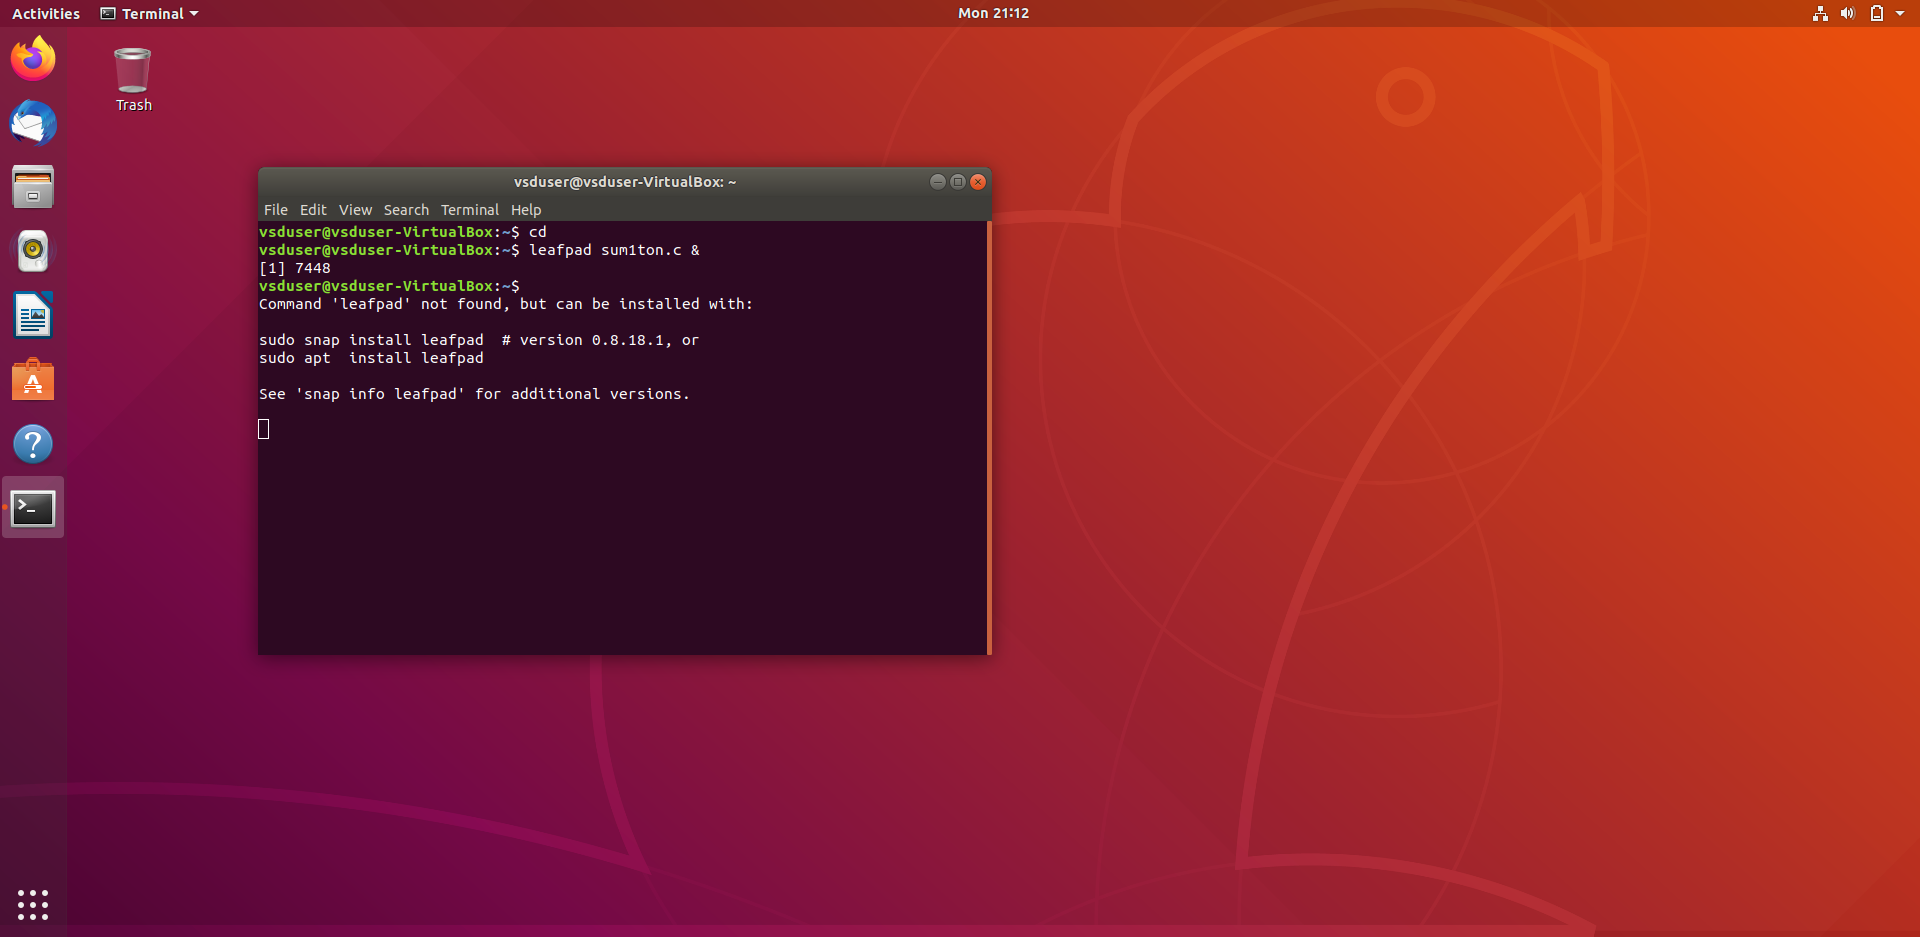 Activities Terminal Mon 21:12
Trash
vsduser@vsduser-VirtualBox: ~
File Edit View Search Terminal Help
vsduser@vsduser-VirtualBox:~$ cd
vsduser@vsduser-VirtualBox:~$ leafpad sum1ton.c &
[1] 7448
vsduser@vsduser-VirtualBox:~$
Command 'leafpad' not found, but can be installed with:
sudo snap install leafpad  # version 0.8.18.1, or
sudo apt  install leafpad
See 'snap info leafpad' for additional versions.